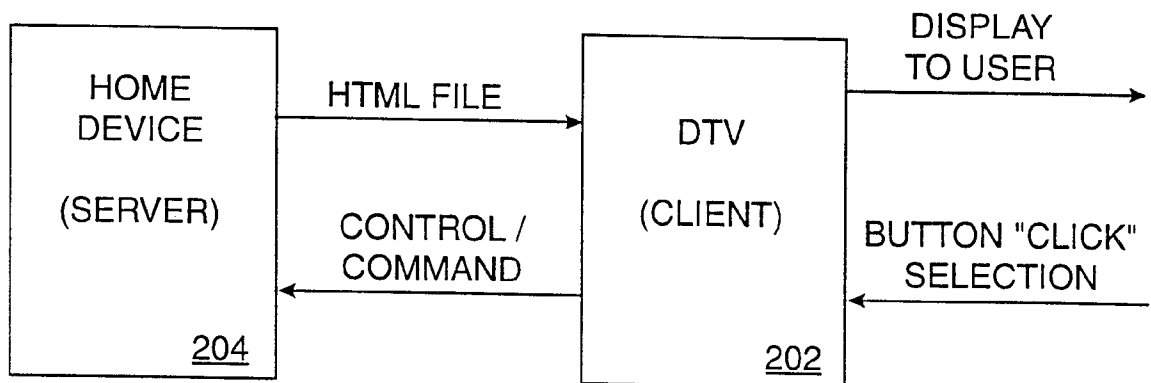 HOME
DEVICE
(SERVER)
204
HTML FILE
CONTROL /
COMMAND
DTV
(CLIENT)
202
DISPLAY
TO USER
BUTTON "CLICK"
SELECTION